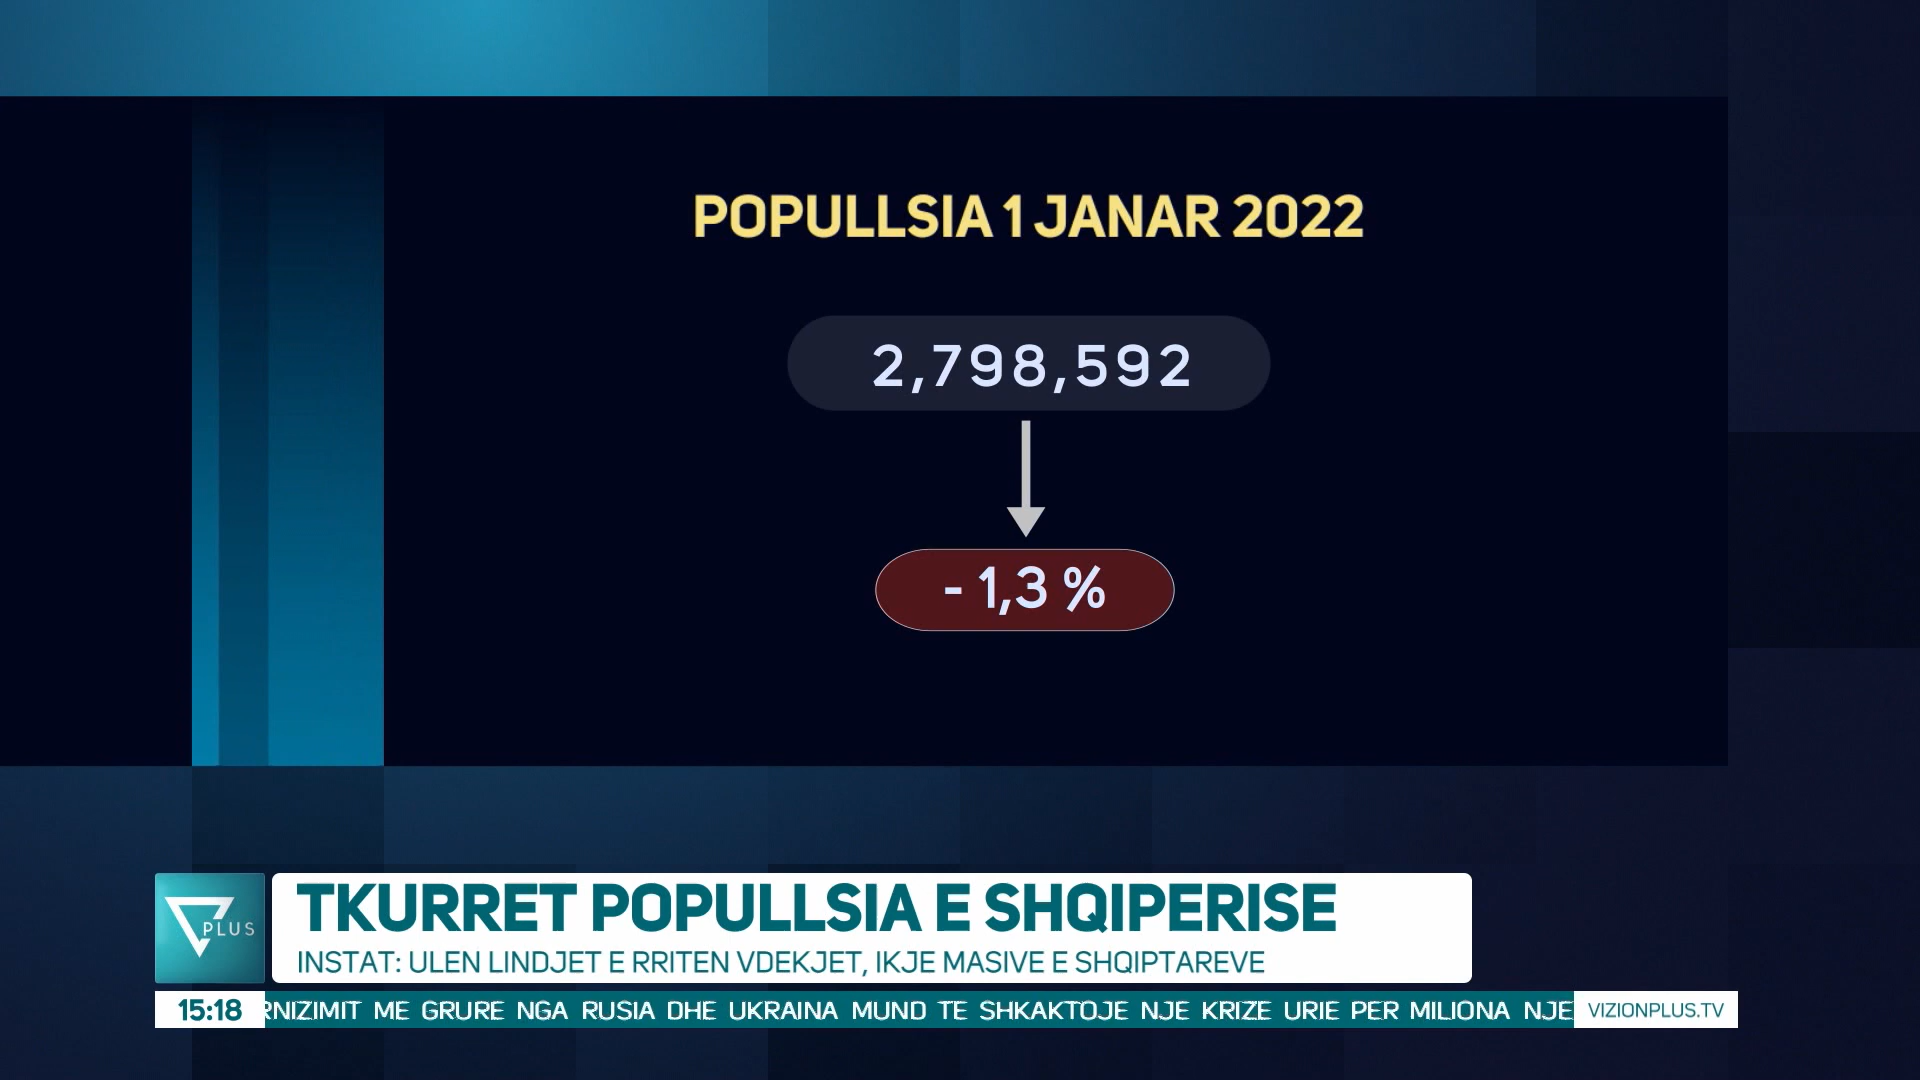 POPULLSIA 1 JANAR 2022
2,798,592
- 1,3 %
PLUS
TKURRET POPULLSIA E SHQIPERISE
INSTAT: ULEN LINDJET E RRITEN VDEKJET, IKJE MASIVE E SHQIPTAREVE
15:18
RNIZIMIT ME GRURE NGA RUSIA DHE UKRAINA MUND TE SHKAKTOJE NJE KRIZE URIE PER MILIONA NJE
VIZIONPLUS.TV